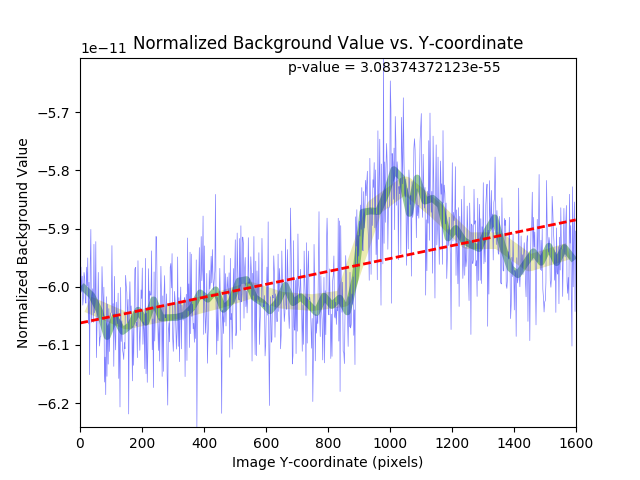 1e−11
Normalized Background Value vs. Y-coordinate
p-value = 3.08374372123e-55
Normalized Background Value
−5.7
−5.8
−5.9
−6.0
−6.1
−6.2
0 200 400 600 800 1000 1200 1400 1600
Image Y-coordinate (pixels)